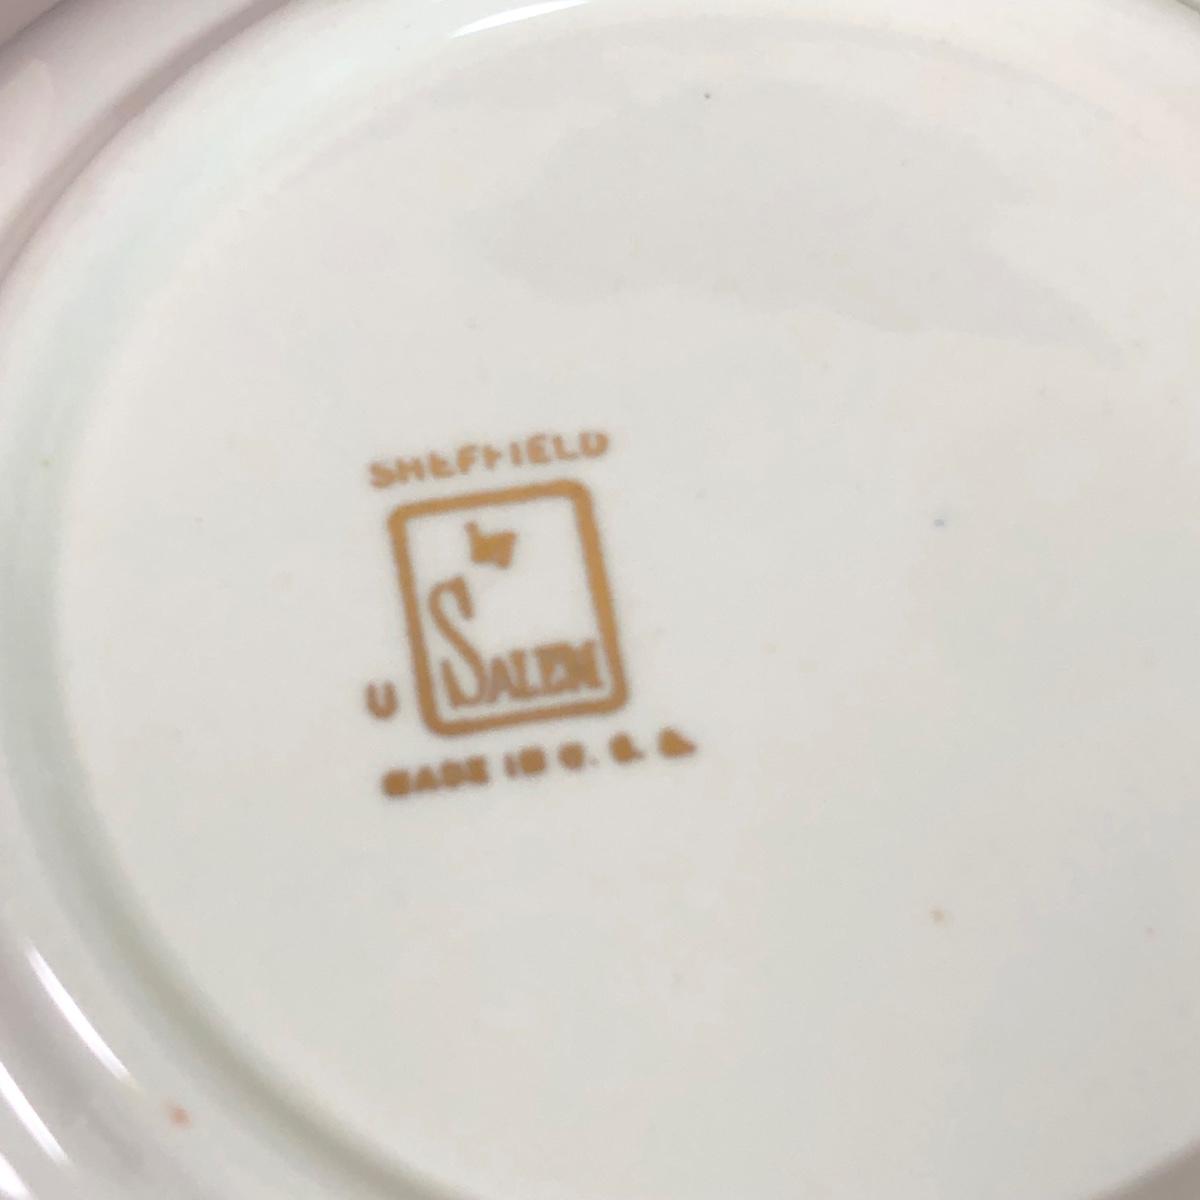 SHEFFIELD
by
SALEM
U
MADE IN U. S. A.